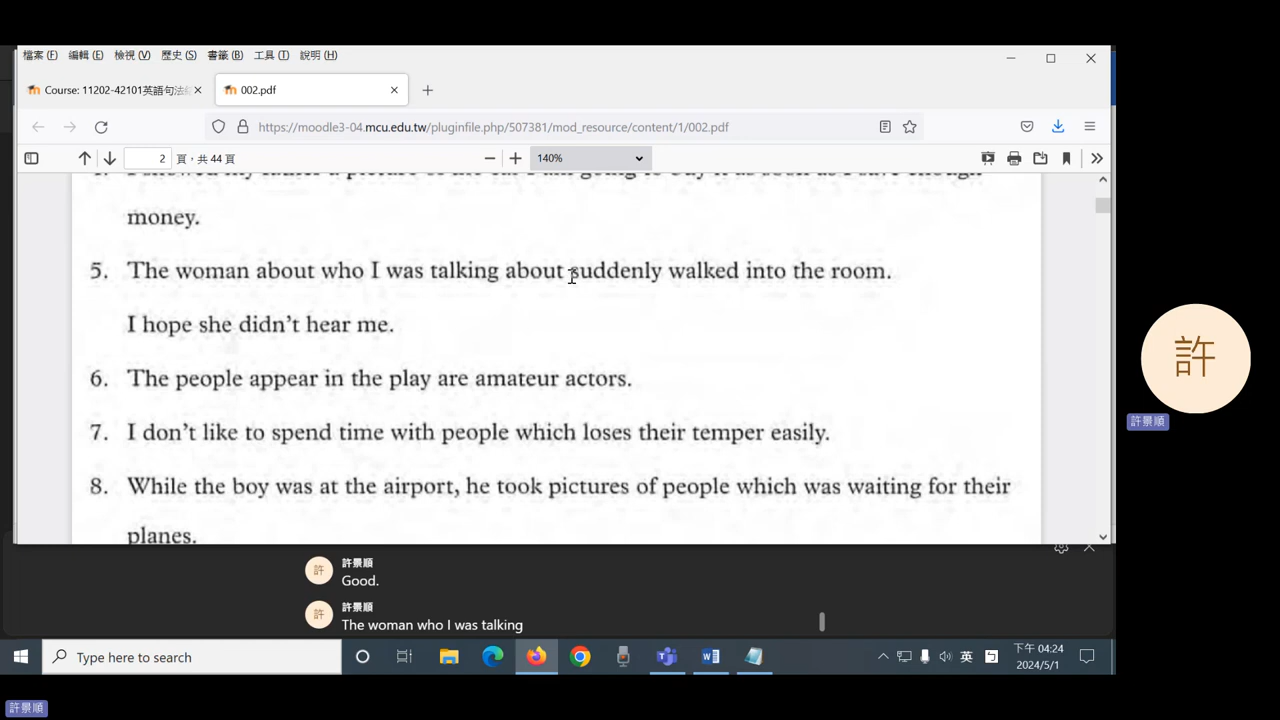 檔案 (F) 編輯 (E) 檢視 (V) 歷史 (S) 書籤 (B) 工具 (T) 說明 (H)
Course: 11202-42101英語句法 002.pdf
https://moodle3-04.mcu.edu.tw/pluginfile.php/507381/mod_resource/content/1/002.pdf
2 頁，共 44 頁 140%
money.
5. The woman about who I was talking about suddenly walked into the room.
I hope she didn't hear me.
6. The people appear in the play are amateur actors.
7. I don't like to spend time with people which loses their temper easily.
8. While the boy was at the airport, he took pictures of people which was waiting for their
planes.
許
許景順
許 許景順
Good.
許 許景順
The woman who I was talking
Type here to search
英
下午 04:24
2024/5/1
許景順